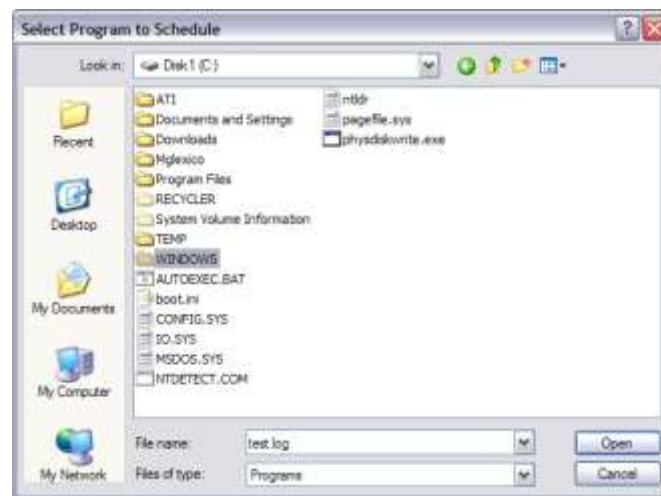 Select Program to Schedule
Look in:
Disk1 (C:)
Recent
Desktop
My Documents
My Computer
My Network
ATI
Documents and Settings
Downloads
Mglexico
Program Files
RECYCLER
System Volume Information
TEMP
WINDOWS
AUTOEXEC.BAT
boot.ini
CONFIG.SYS
IO.SYS
MSDOS.SYS
NTDETECT.COM
ntldr
pagefile.sys
physdiskwrite.exe
File name:
test log
Open
Files of type:
Programs
Cancel